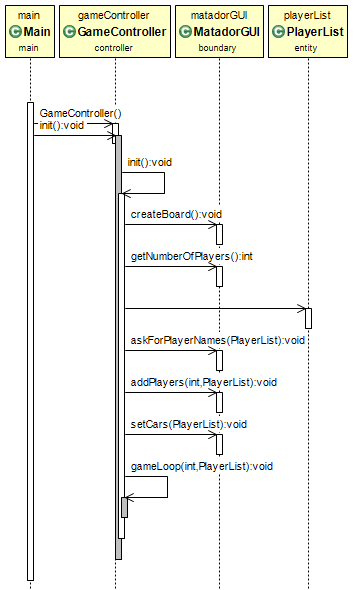 main
gameController
matadorGUI
playerList
C Main
C GameController
C MatadorGUI
C PlayerList
main
controller
boundary
entity
GameController()
init():void
init():void
createBoard():void
getNumberOfPlayers():int
askForPlayerNames(PlayerList):void
addPlayers(int,PlayerList):void
setCars(PlayerList):void
gameLoop(int,PlayerList):void